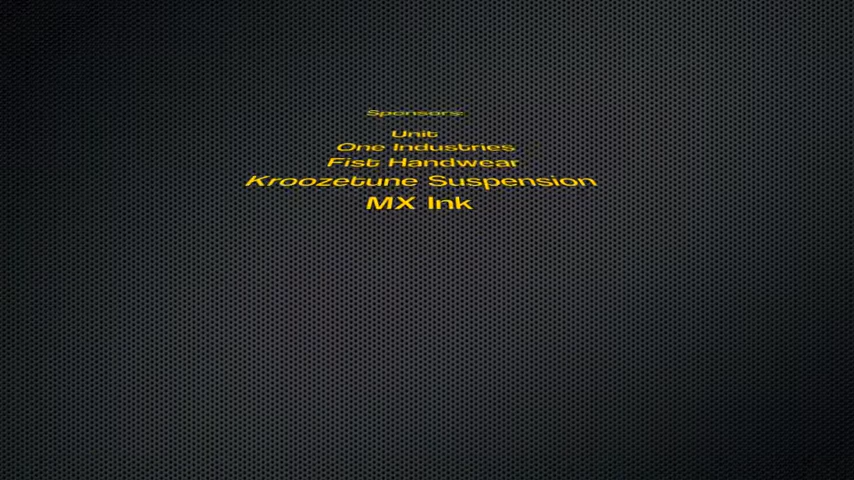 Sponsors:
Unit
One Industries
Fist Handwear
Kroozetune Suspension
MX Ink